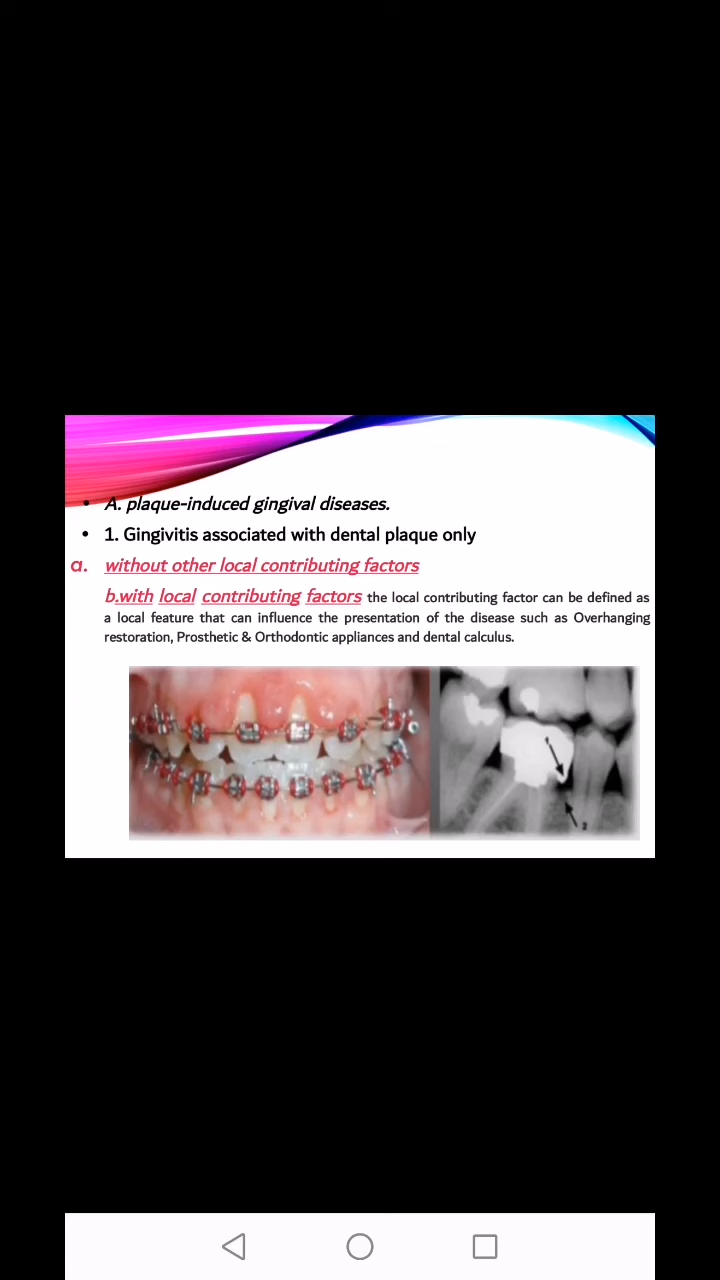 • A. plaque-induced gingival diseases.
• 1. Gingivitis associated with dental plaque only
a. without other local contributing factors
b.with local contributing factors the local contributing factor can be defined as
a local feature that can influence the presentation of the disease such as Overhanging
restoration, Prosthetic & Orthodontic appliances and dental calculus.
2